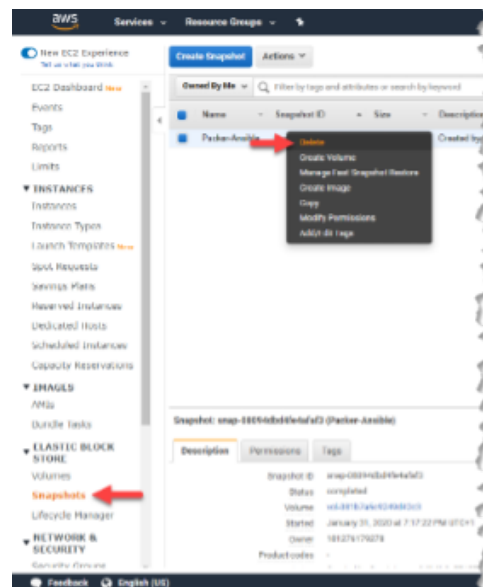 aws Services Resource Groups
New EC2 Experience
Tell us what you think
Create Snapshot Actions
EC2 Dashboard New
Owned By Me Filter by tags and attributes or search by keyword
Events
Name Snapshot ID Size Description
Tags
Packer-Ansible Created by
Reports
Delete
Limits
Create Volume
Manage Fast Snapshot Restore
INSTANCES
Create Image
Instances
Copy
Instance Types
Modify Permissions
Launch Templates New
Add/Edit Tags
Spot Requests
Savings Plans
Reserved Instances
Dedicated Hosts
Scheduled Instances
Capacity Reservations
IMAGES
AMIs
Bundle Tasks
Snapshot: (Packer-Ansible)
ELASTIC BLOCK
STORE
Description Permissions Tags
Volumes
Snapshot ID
Snapshots
Status completed
Lifecycle Manager
Volume
Started January 31, 2020 at 7:17:22 PM UTC+1
NETWORK &
SECURITY
Owner
Product codes -
Security Groups
Feedback English (US)